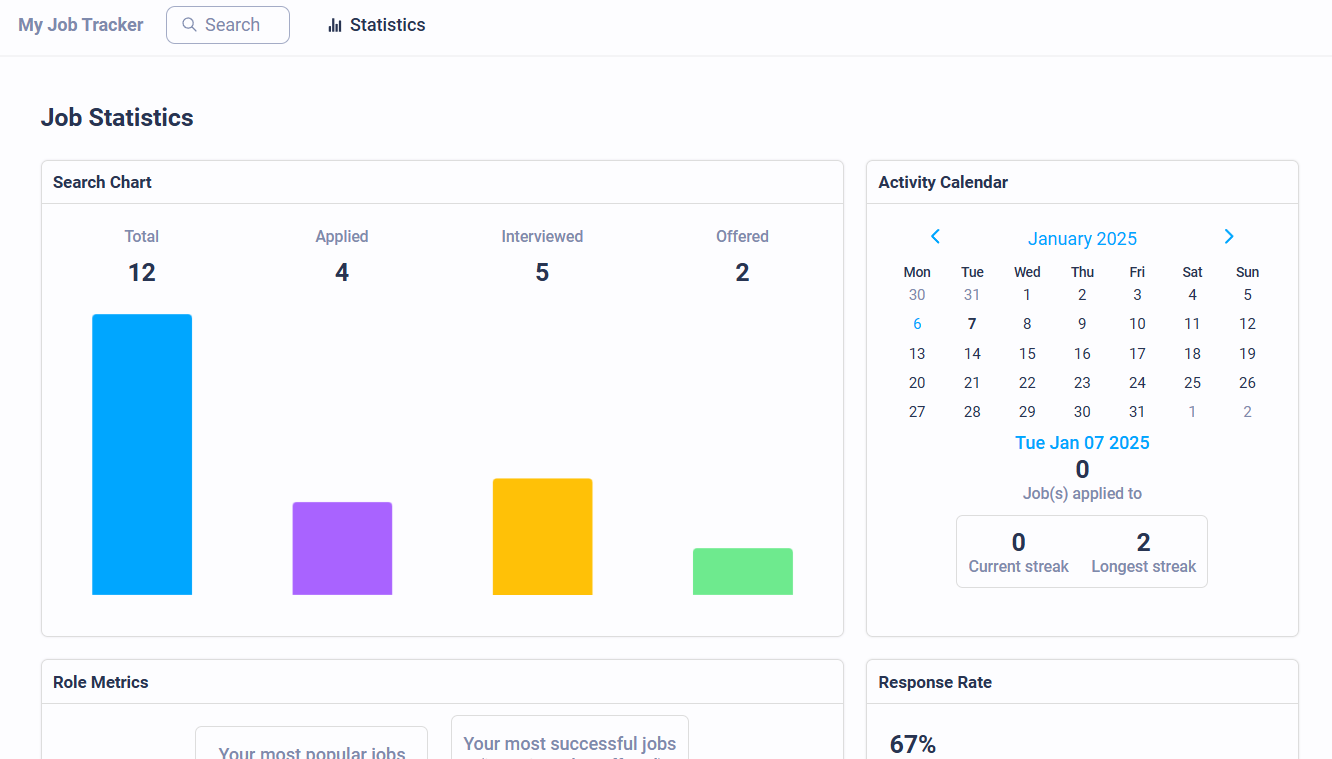 My Job Tracker
Search
Statistics
Job Statistics
Search Chart
Total Applied Interviewed Offered
12 4 5 2
Activity Calendar
January 2025
Mon Tue Wed Thu Fri Sat Sun
30 31 1 2 3 4 5
6 7 8 9 10 11 12
13 14 15 16 17 18 19
20 21 22 23 24 25 26
27 28 29 30 31 1 2
Tue Jan 07 2025
0
Job(s) applied to
0 2
Current streak Longest streak
Role Metrics
Your most popular jobs
Your most successful jobs
Response Rate
67%